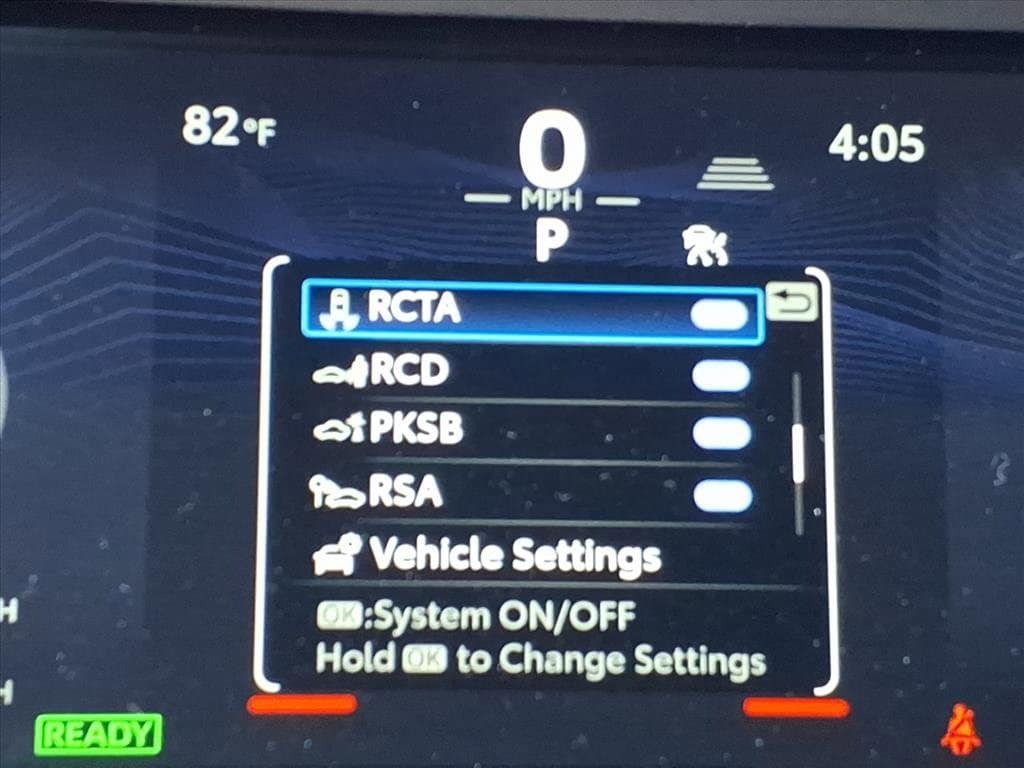 82°F
0
4:05
MPH
P
RCTA
RCD
PKSB
RSA
Vehicle Settings
OK:System ON/OFF
Hold OK to Change Settings
H
H
READY